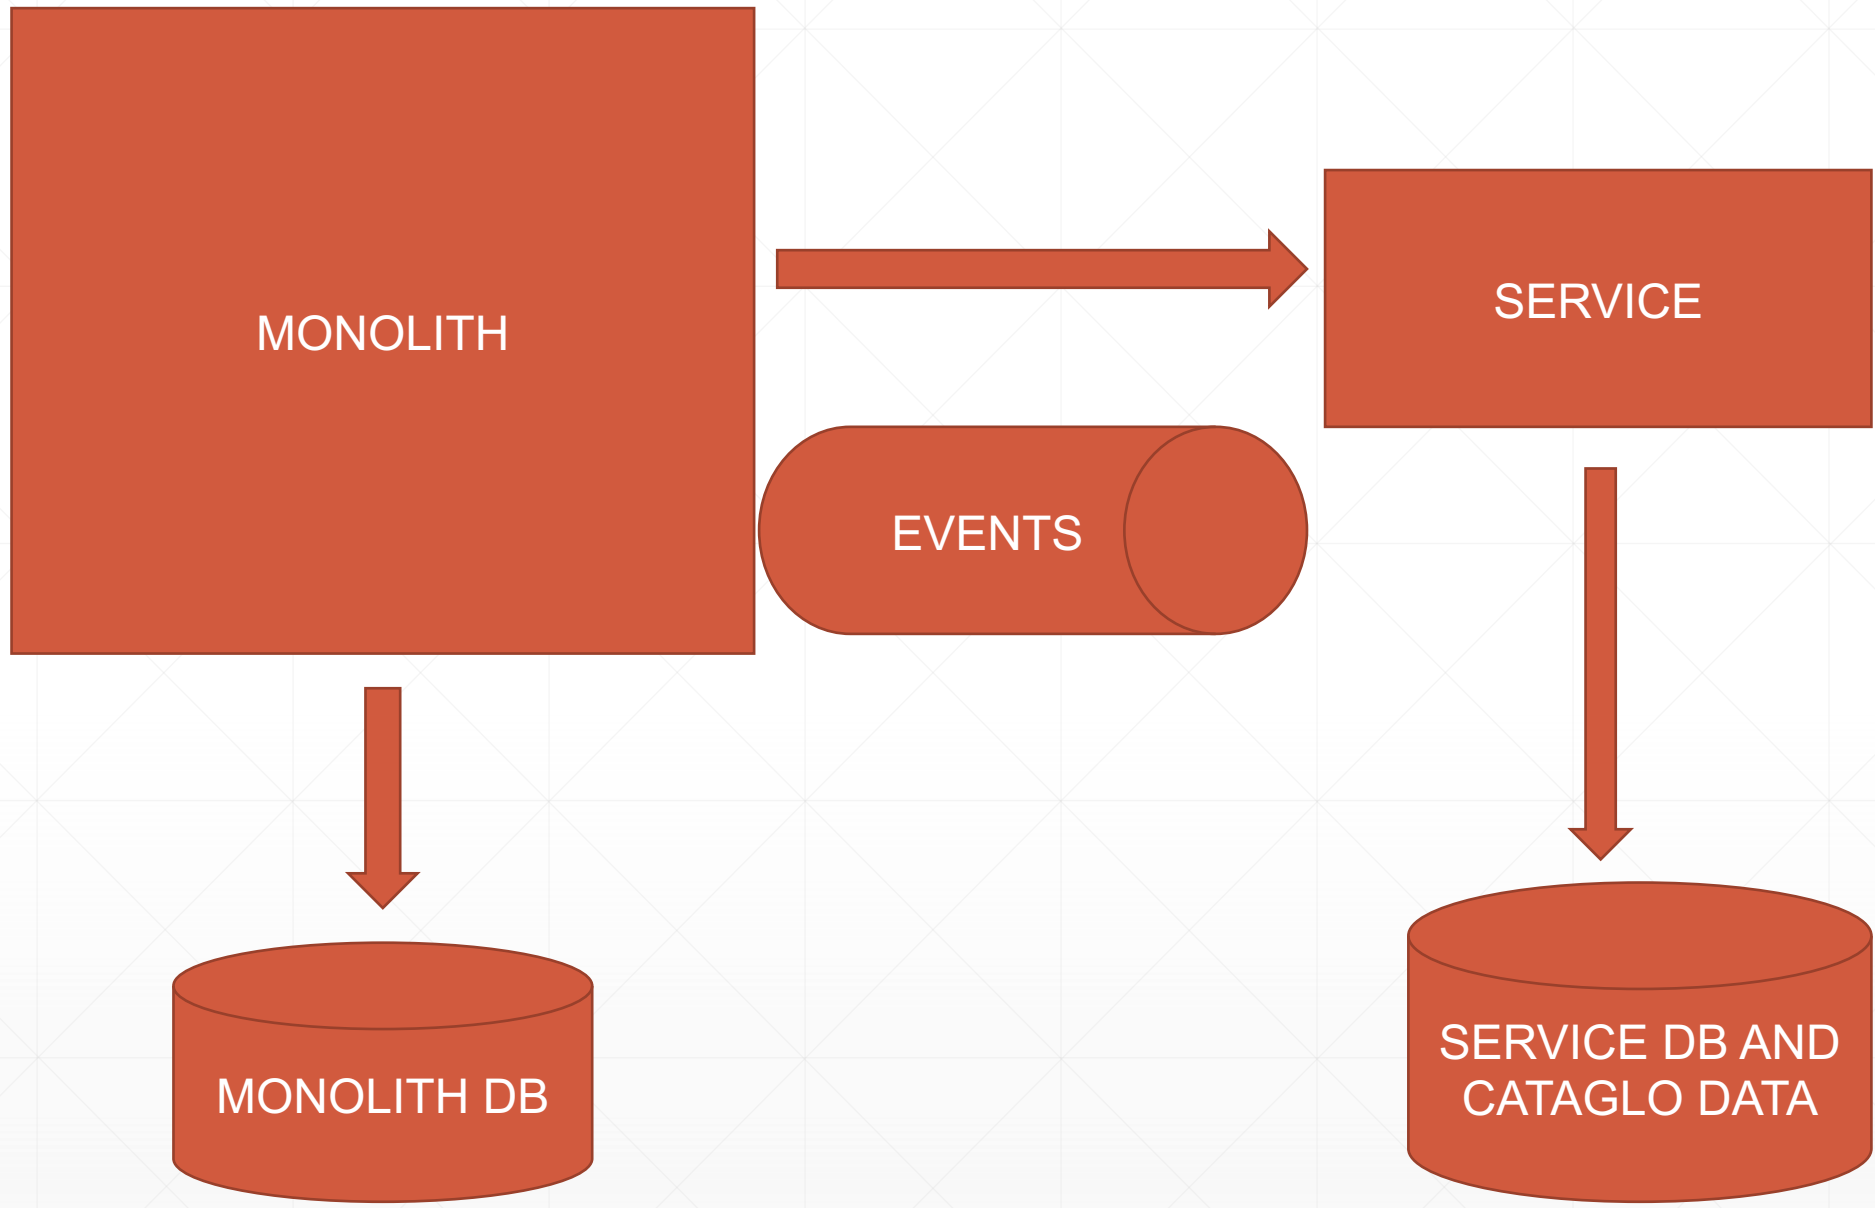 MONOLITH
SERVICE
EVENTS
MONOLITH DB
SERVICE DB AND
CATAGLO DATA